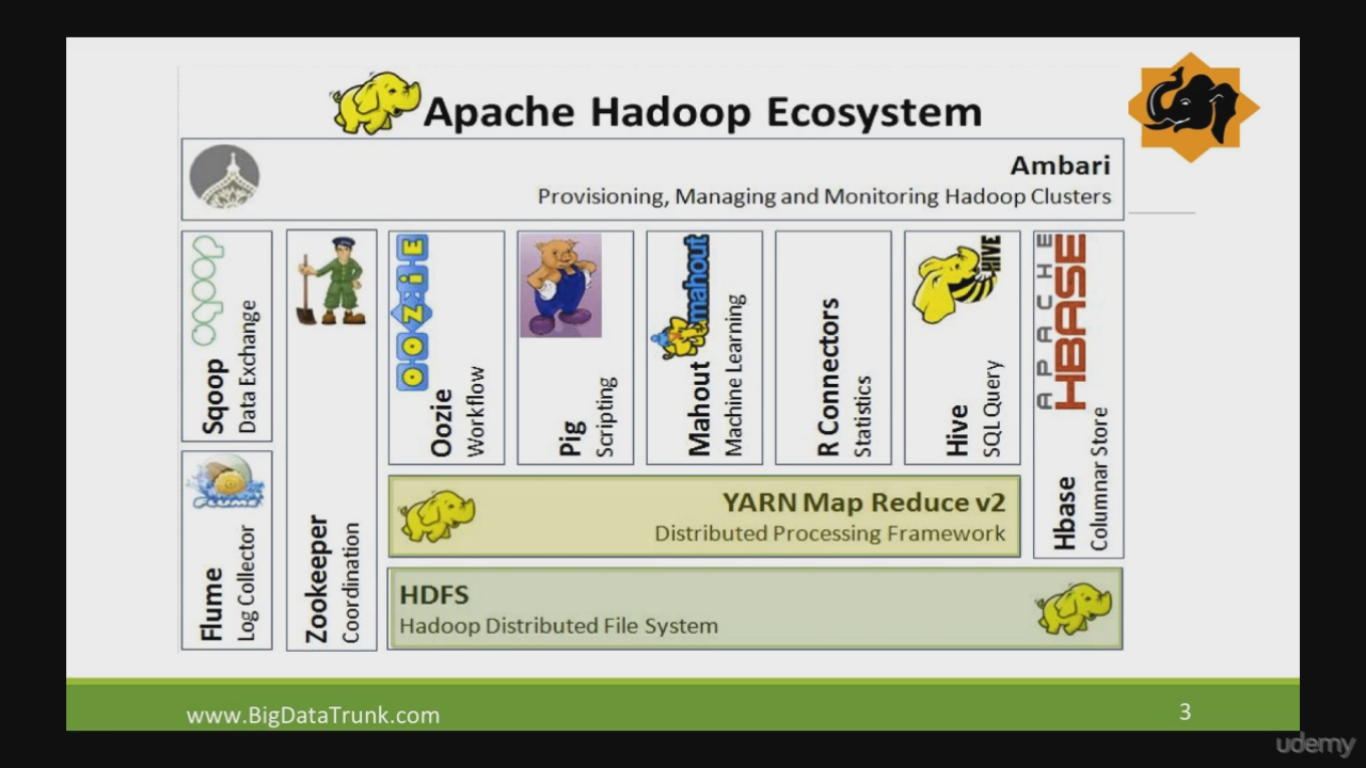 Apache Hadoop Ecosystem
Ambari
Provisioning, Managing and Monitoring Hadoop Clusters
sqoop
Sqoop
Data Exchange
flume
Flume
Log Collector
Zookeeper
Coordination
OOZIE
Oozie
Workflow
Pig
Scripting
mahout
Mahout
Machine Learning
R Connectors
Statistics
HIVE
Hive
SQL Query
APACHE
HBASE
Hbase
Columnar Store
YARN Map Reduce v2
Distributed Processing Framework
HDFS
Hadoop Distributed File System
www.BigDataTrunk.com
3
udemy